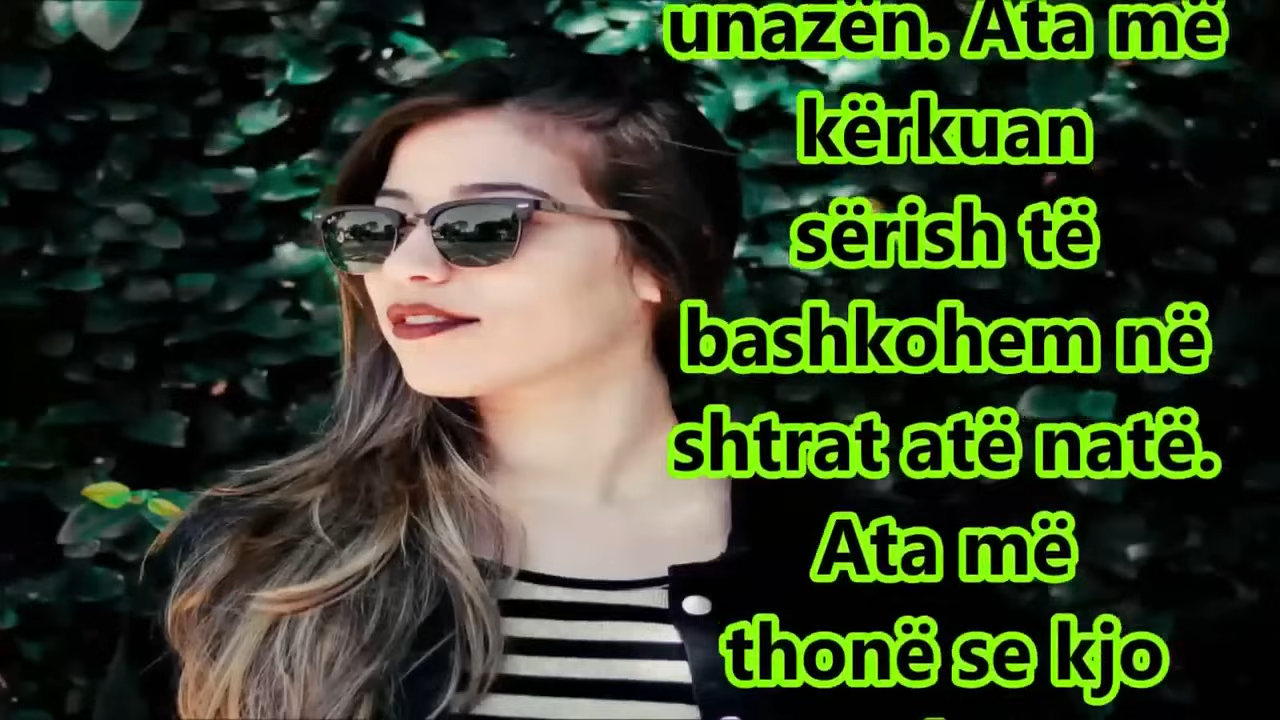 unazën. Ata më
kërkuan
sërish të
bashkohem në
shtrat atë natë.
Ata më
thonë se kjo